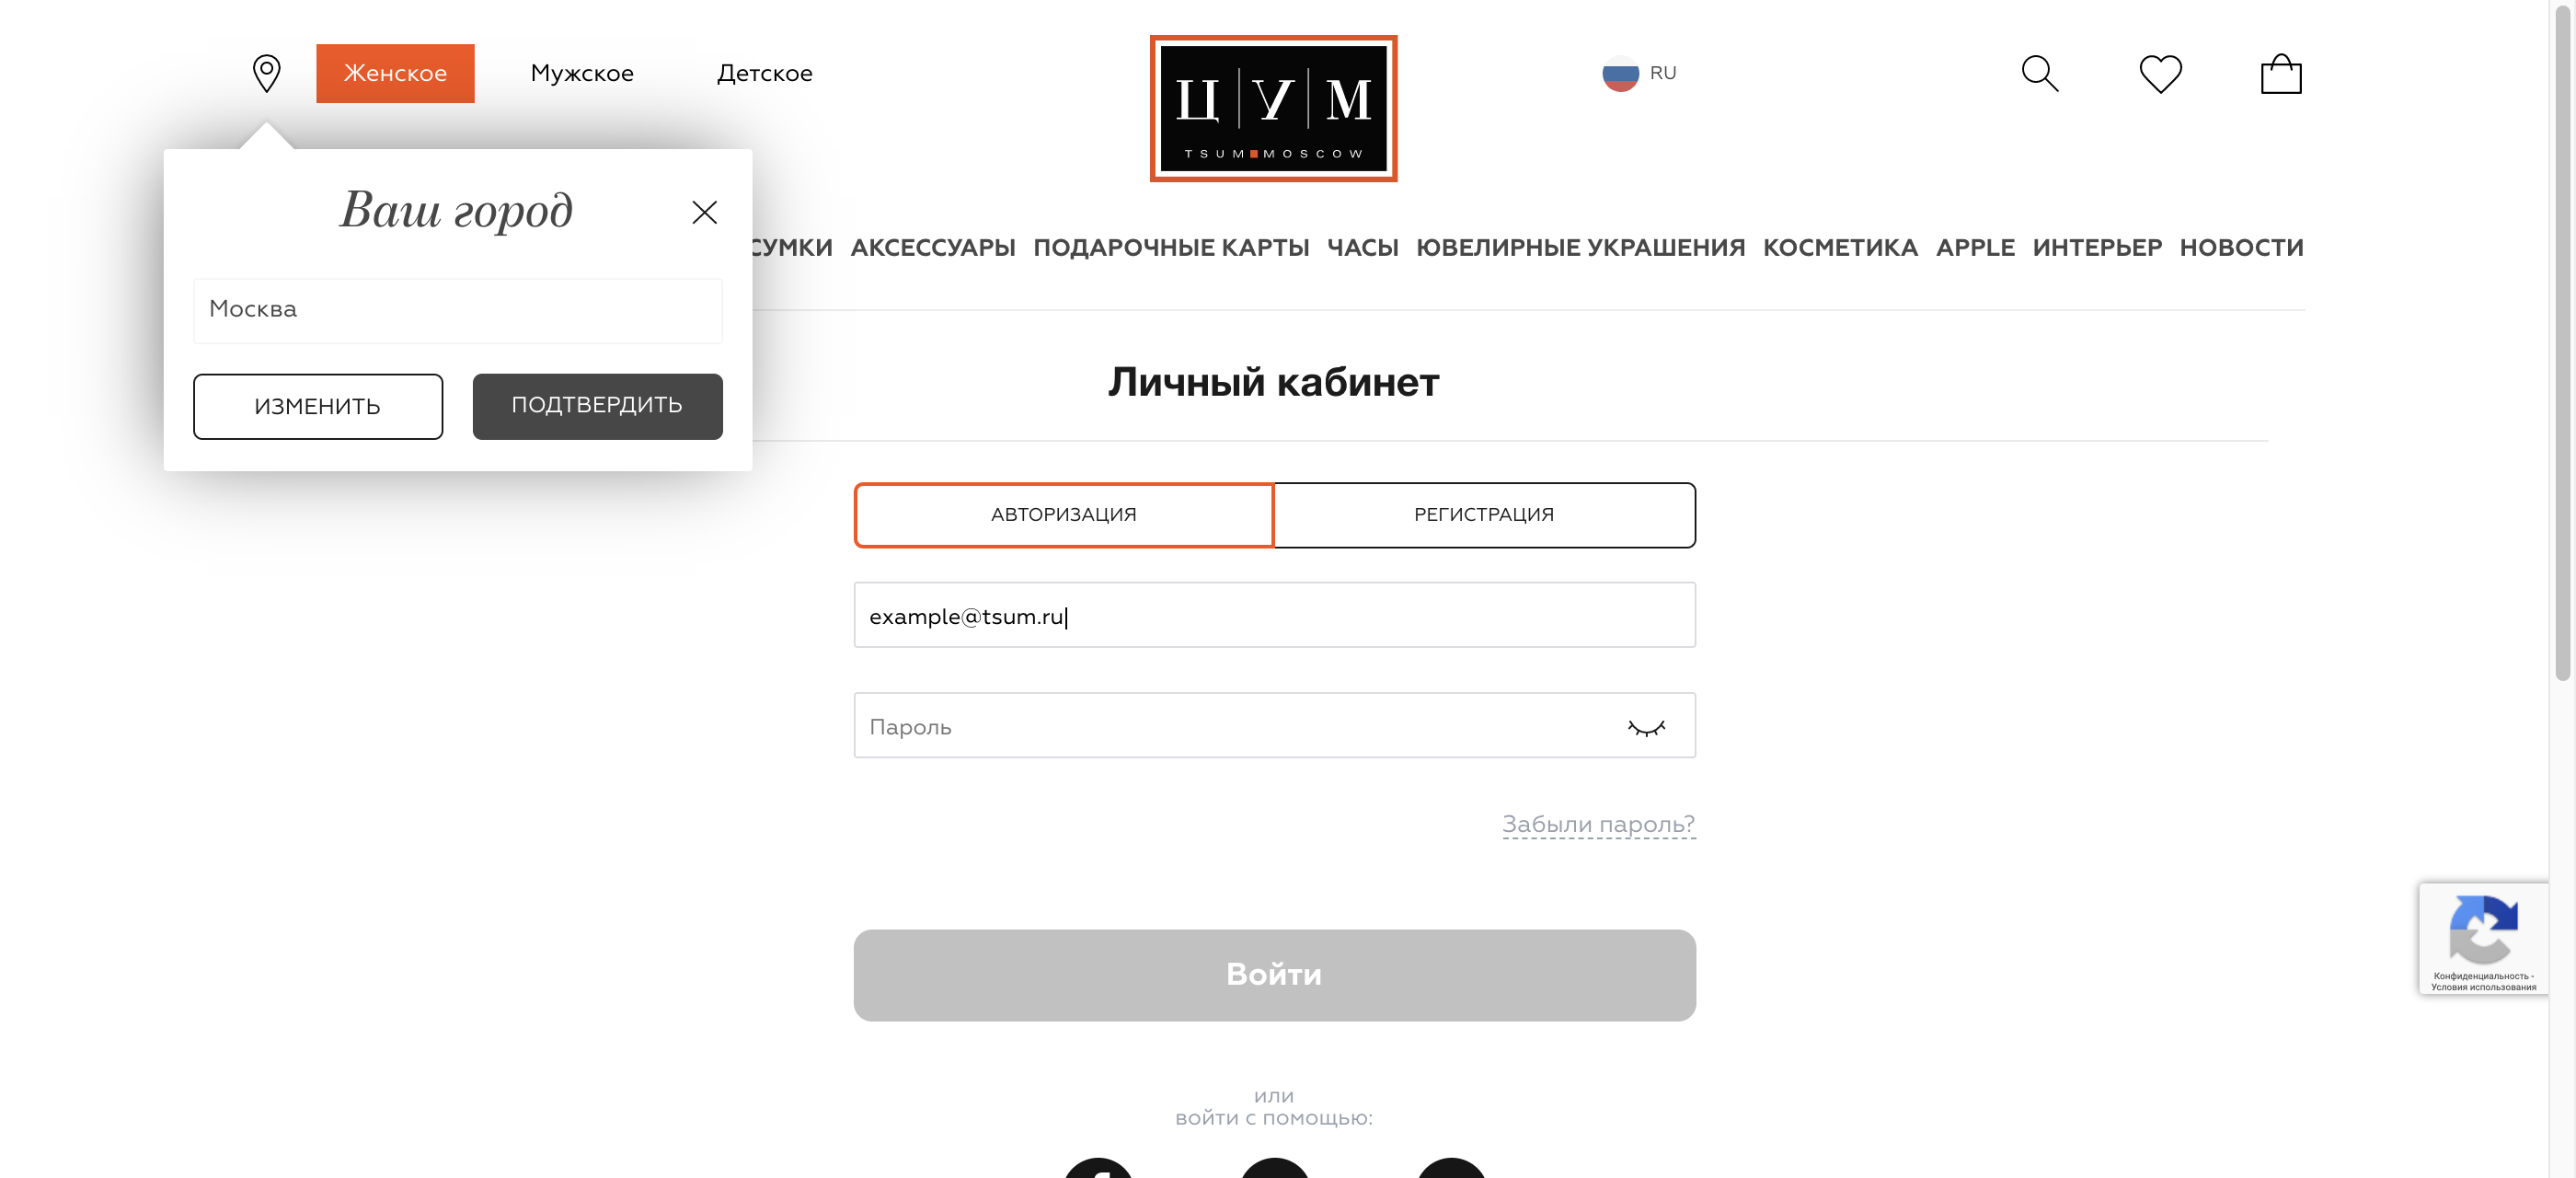 Женское Мужское Детское
Ц У М
TSUM MOSCOW
RU
Ваш город
Москва
ИЗМЕНИТЬ ПОДТВЕРДИТЬ
СУМКИ АКСЕССУАРЫ ПОДАРОЧНЫЕ КАРТЫ ЧАСЫ ЮВЕЛИРНЫЕ УКРАШЕНИЯ КОСМЕТИКА APPLE ИНТЕРЬЕР НОВОСТИ
Личный кабинет
АВТОРИЗАЦИЯ РЕГИСТРАЦИЯ
example@tsum.ru
Пароль
Забыли пароль?
Войти
или
войти с помощью:
Конфиденциальность -
Условия использования